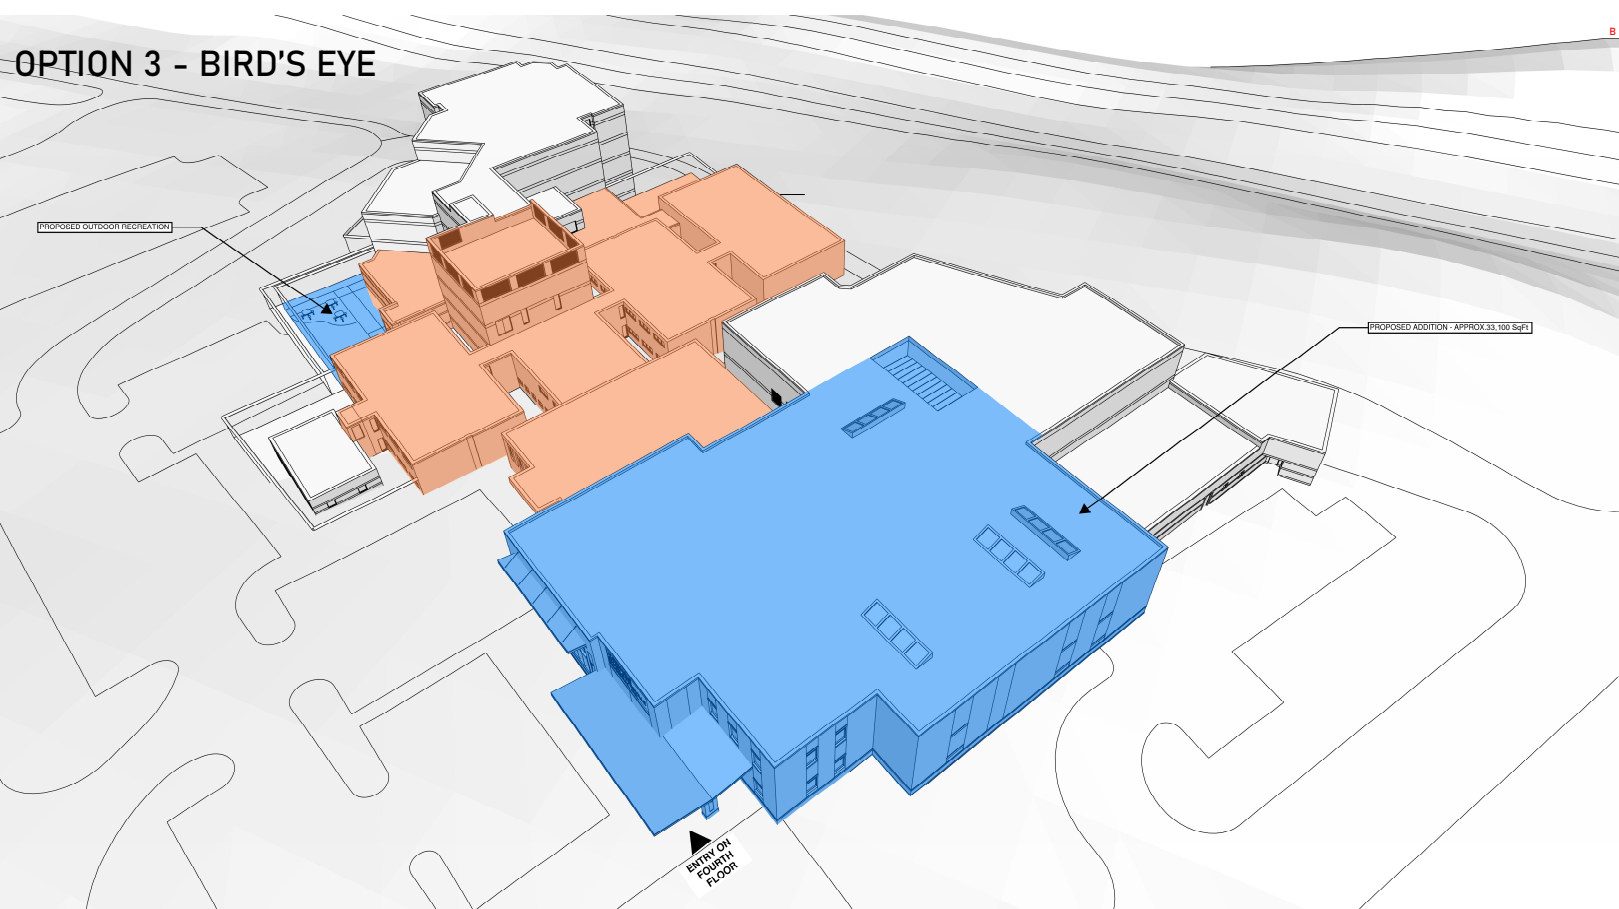 OPTION 3 - BIRD'S EYE
B
PROPOSED OUTDOOR RECREATION
PROPOSED ADDITION - APPROX.33,100 SqFt
ENTRY ON
FOURTH
FLOOR